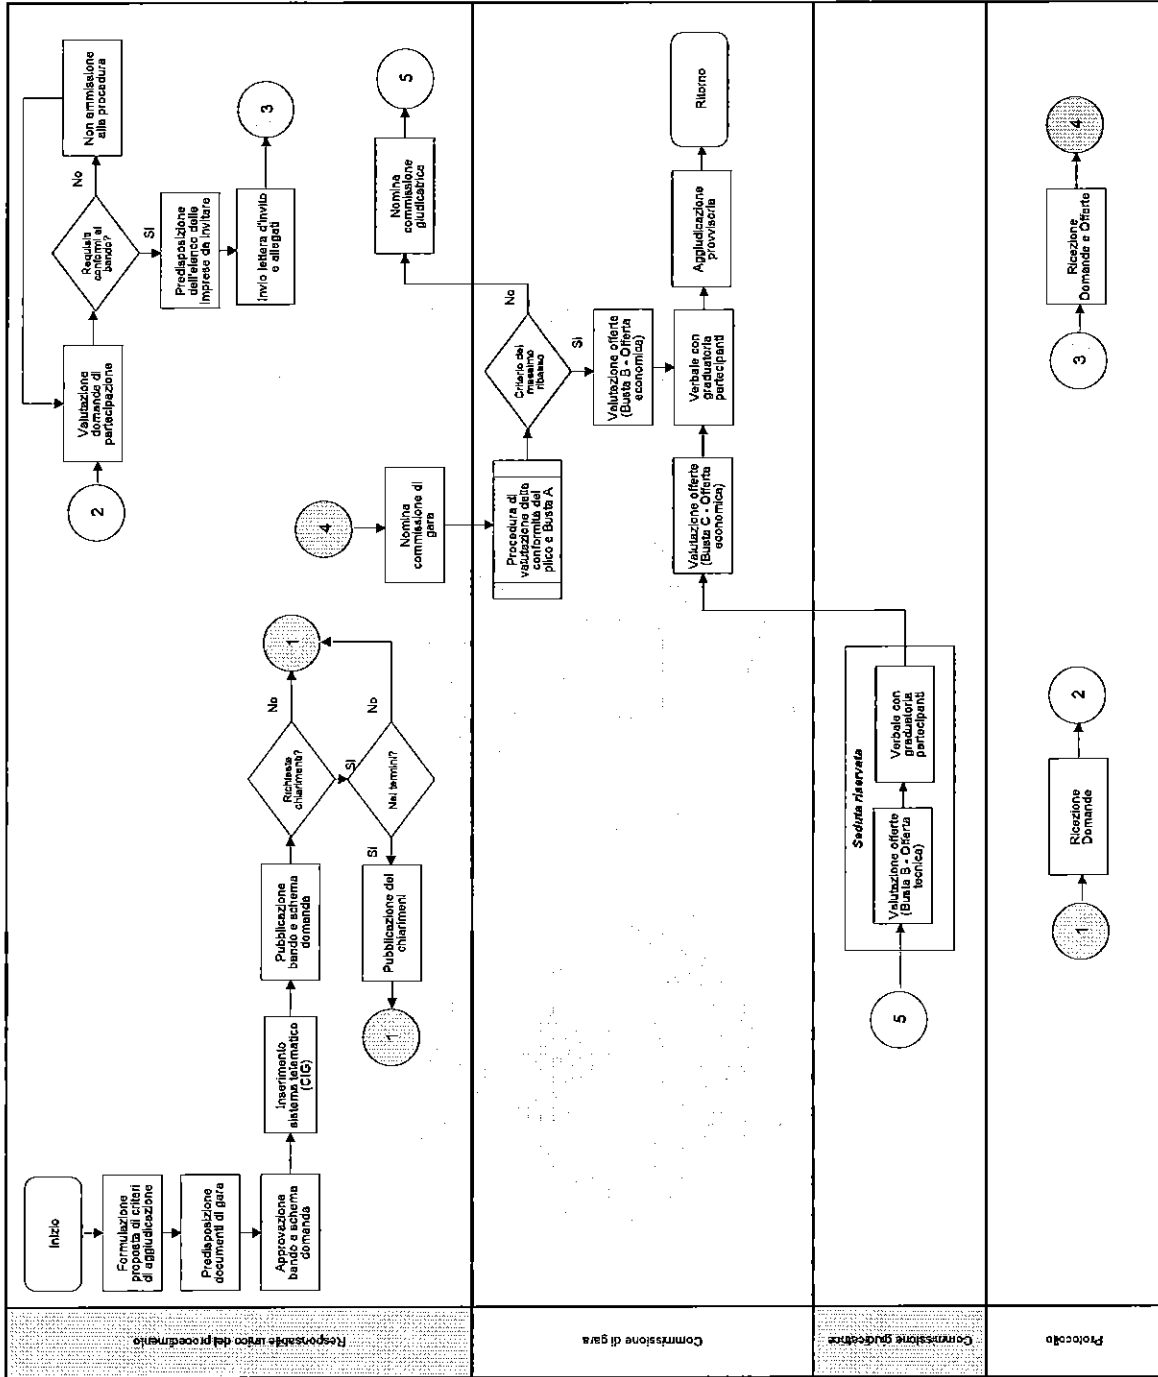 Responsabile unico del procedimento
Inizio
Formulazione
proposta di criteri
di aggiudicazione
Predisposizione
documenti di gara
Approvazione
bando e schema
domanda
Inserimento
sistema telematico
(CIG)
Pubblicazione
bando e schema
domanda
Richieste
chiarimenti?
No
Si
1
Nei termini?
No
Si
Pubblicazione dei
chiarimeni
1
2
Valutazione
domanda di
partecipazione
Requisiti
conformi al
bando?
No
Non ammissione
alla procedura
Si
Predisposizione
dell'elenco delle
imprese da invitare
Invio lettera d'invito
e allegati
3
4
Nomina
commissione di
gara
Nomina
commissione
giudicatrice
5
Commissione di gara
Procedura di
valutazione della
conformità del
plico e Busta A
Criterio del
massimo
ribasso
No
Si
Valutazione offerte
(Busta B - Offerta
economica)
Valutazione offerte
(Busta C - Offerta
economica)
Verbale con
graduatoria
partecipanti
Aggiudicazione
provvisoria
Ritorno
Commissione giudicatrice
5
Seduta riservata
Valutazione offerte
(Busta B - Offerta
tecnica)
Verbale con
graduatoria
partecipanti
Protocollo
1
Ricezione
Domande
2
3
Ricezione
Domande e Offerte
4